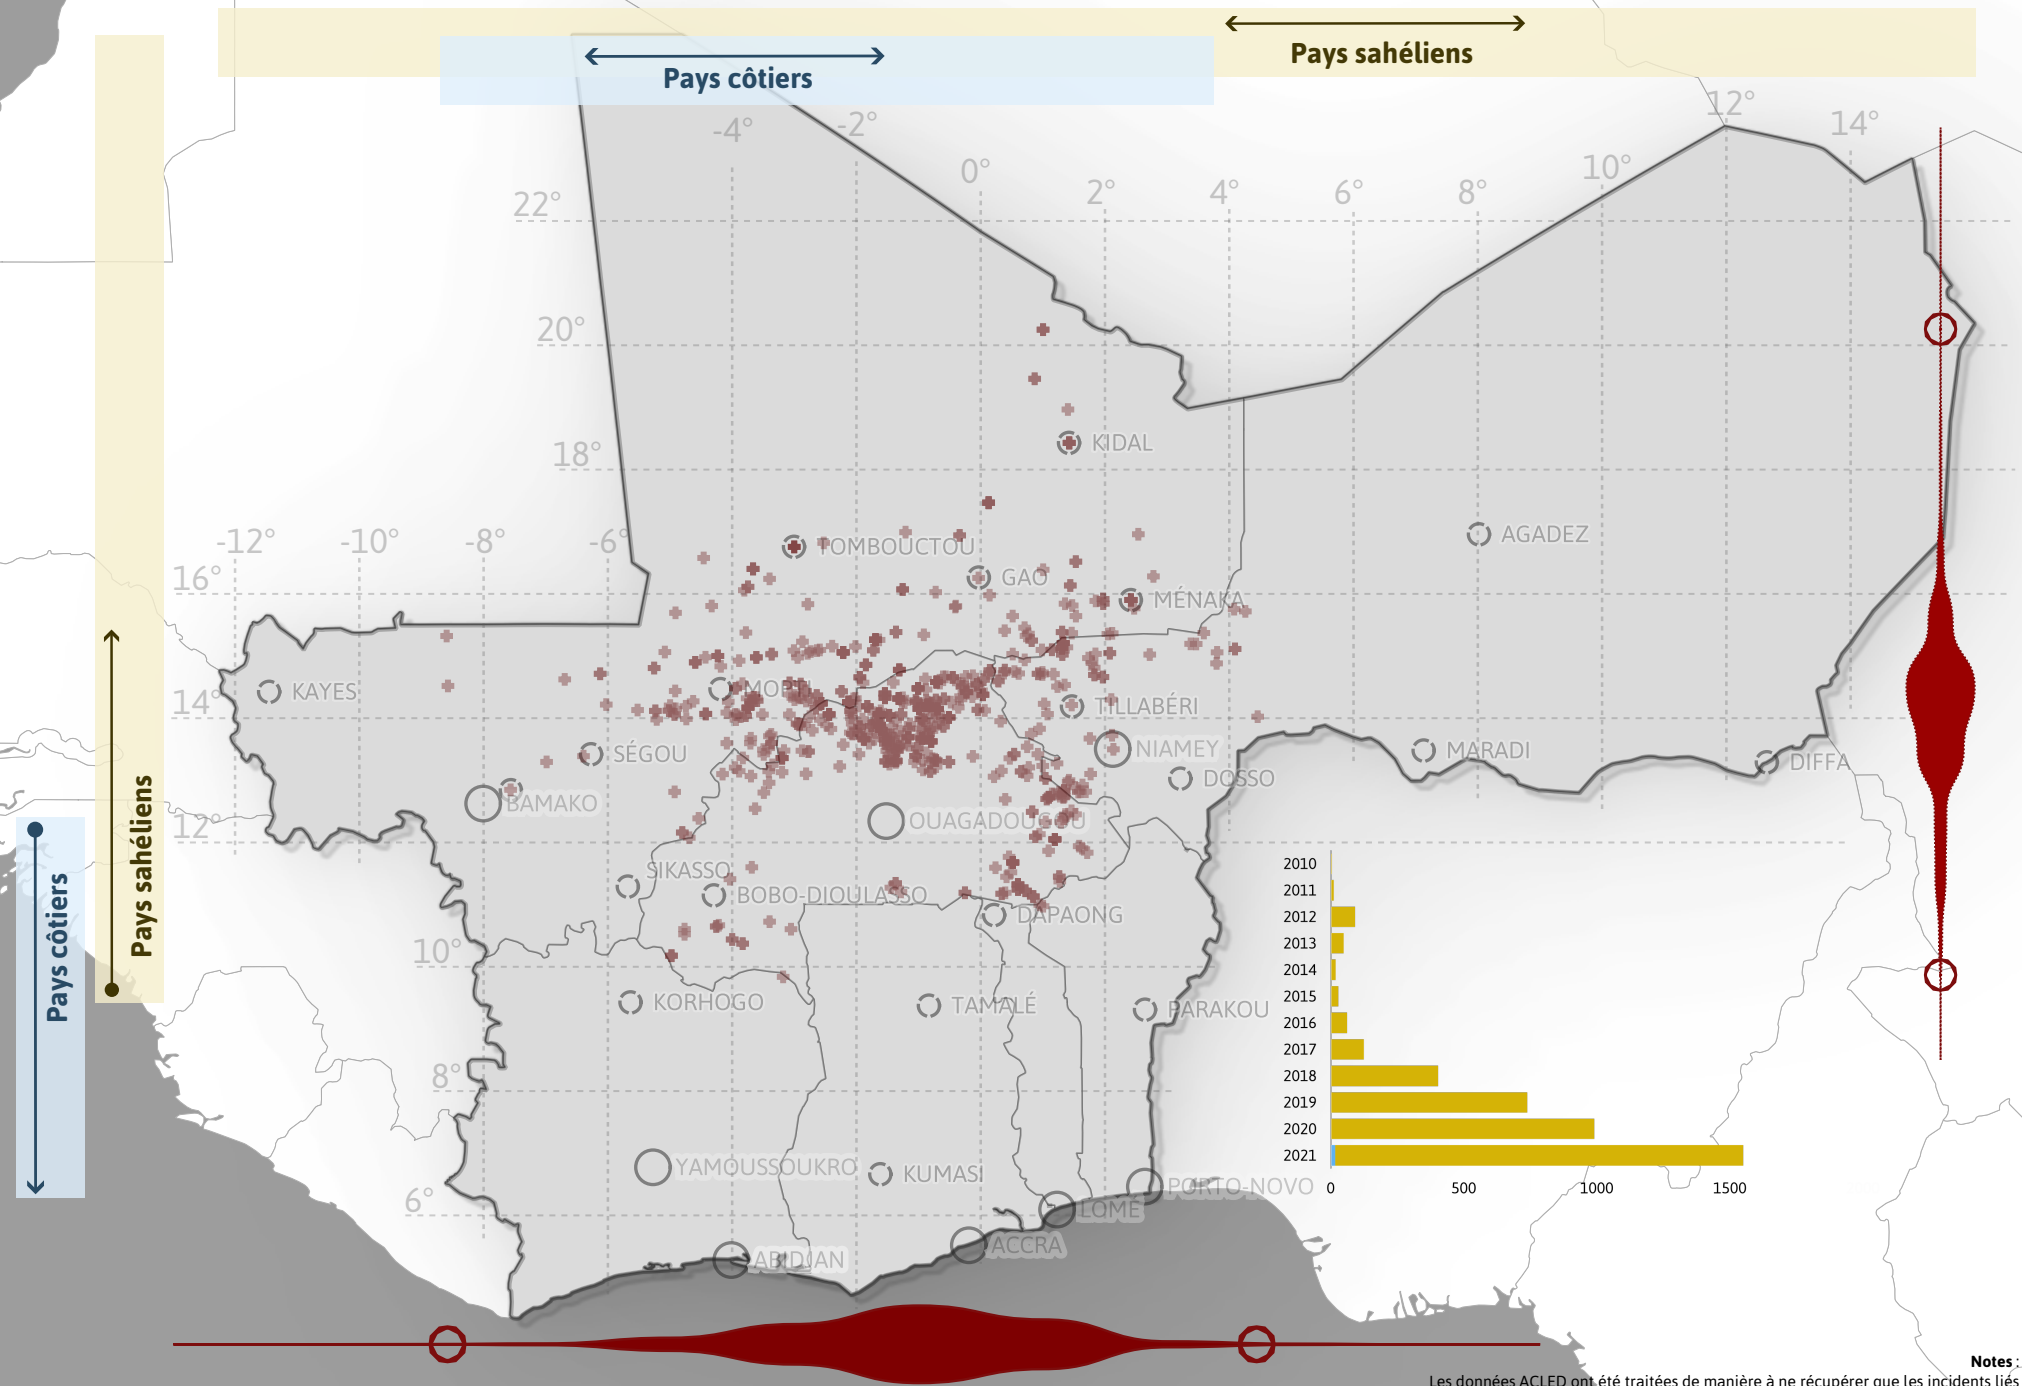 Pays sahéliens
Pays côtiers
12°
14°
-4°
-2°
0°
2°
4°
6°
8°
10°
22°
20°
KIDAL
18°
AGADEZ
-12°
-10°
-8°
-6°
TOMBOUCTOU
16°
GAO
MÉNAKA
KAYES
MOPTI
14°
TILLABÉRI
SÉGOU
NIAMEY
MARADI
DIFFA
DOSSO
BAMAKO
12°
OUAGADOUGOU
Pays sahéliens
Pays côtiers
SIKASSO
BOBO-DIOULASSO
DAPAONG
10°
KORHOGO
TAMALÉ
PARAKOU
8°
YAMOUSSOUKRO
KUMASI
PORTO-NOVO
6°
LOMÉ
ACCRA
ABIDJAN
2010
2011
2012
2013
2014
2015
2016
2017
2018
2019
2020
2021
0 500 1000 1500
Notes :
Les données ACLED ont été traitées de manière à ne récupérer que les incidents liés